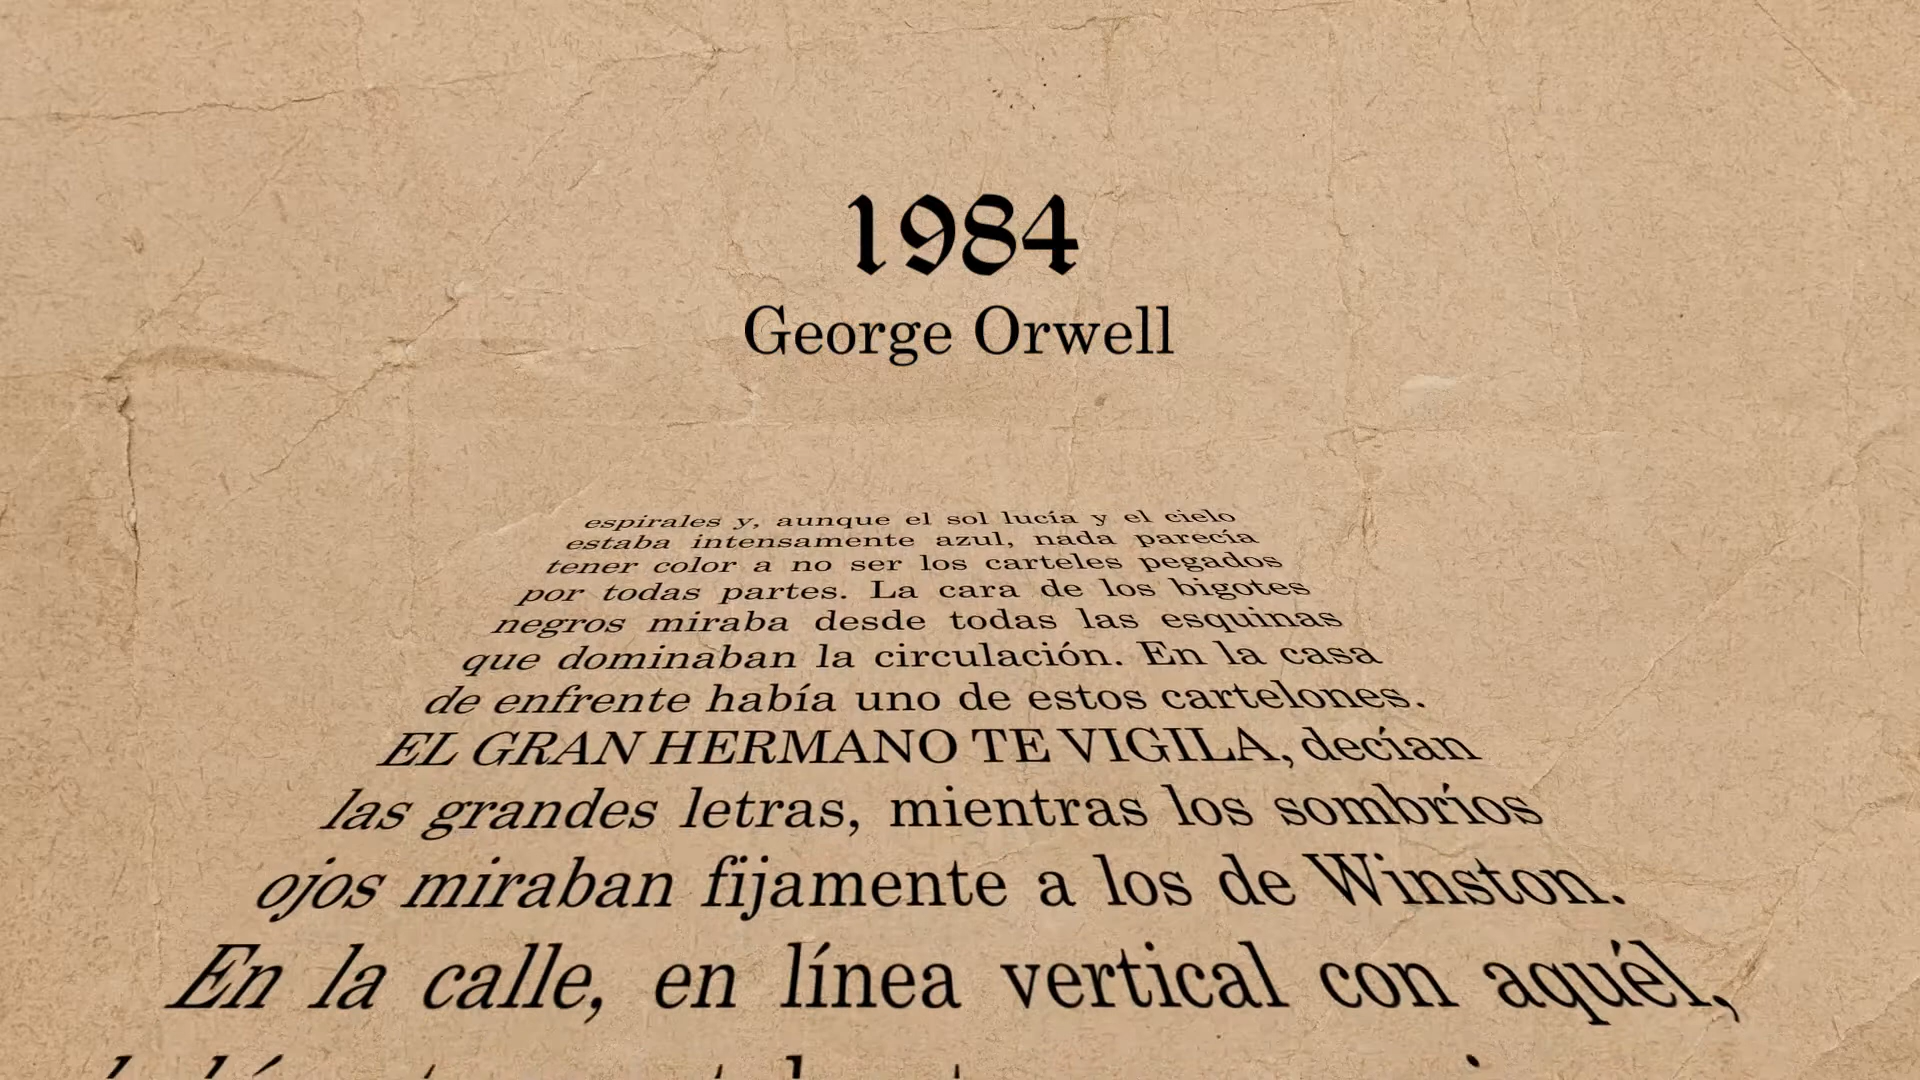 1984
George Orwell
espirales y, aunque el sol lucía y el cielo
estaba intensamente azul, nada parecía
tener color a no ser los carteles pegados
por todas partes. La cara de los bigotes
negros miraba desde todas las esquinas
que dominaban la circulación. En la casa
de enfrente había uno de estos cartelones.
EL GRAN HERMANO TE VIGILA, decían
las grandes letras, mientras los sombríos
ojos miraban fijamente a los de Winston.
En la calle, en línea vertical con aquél,